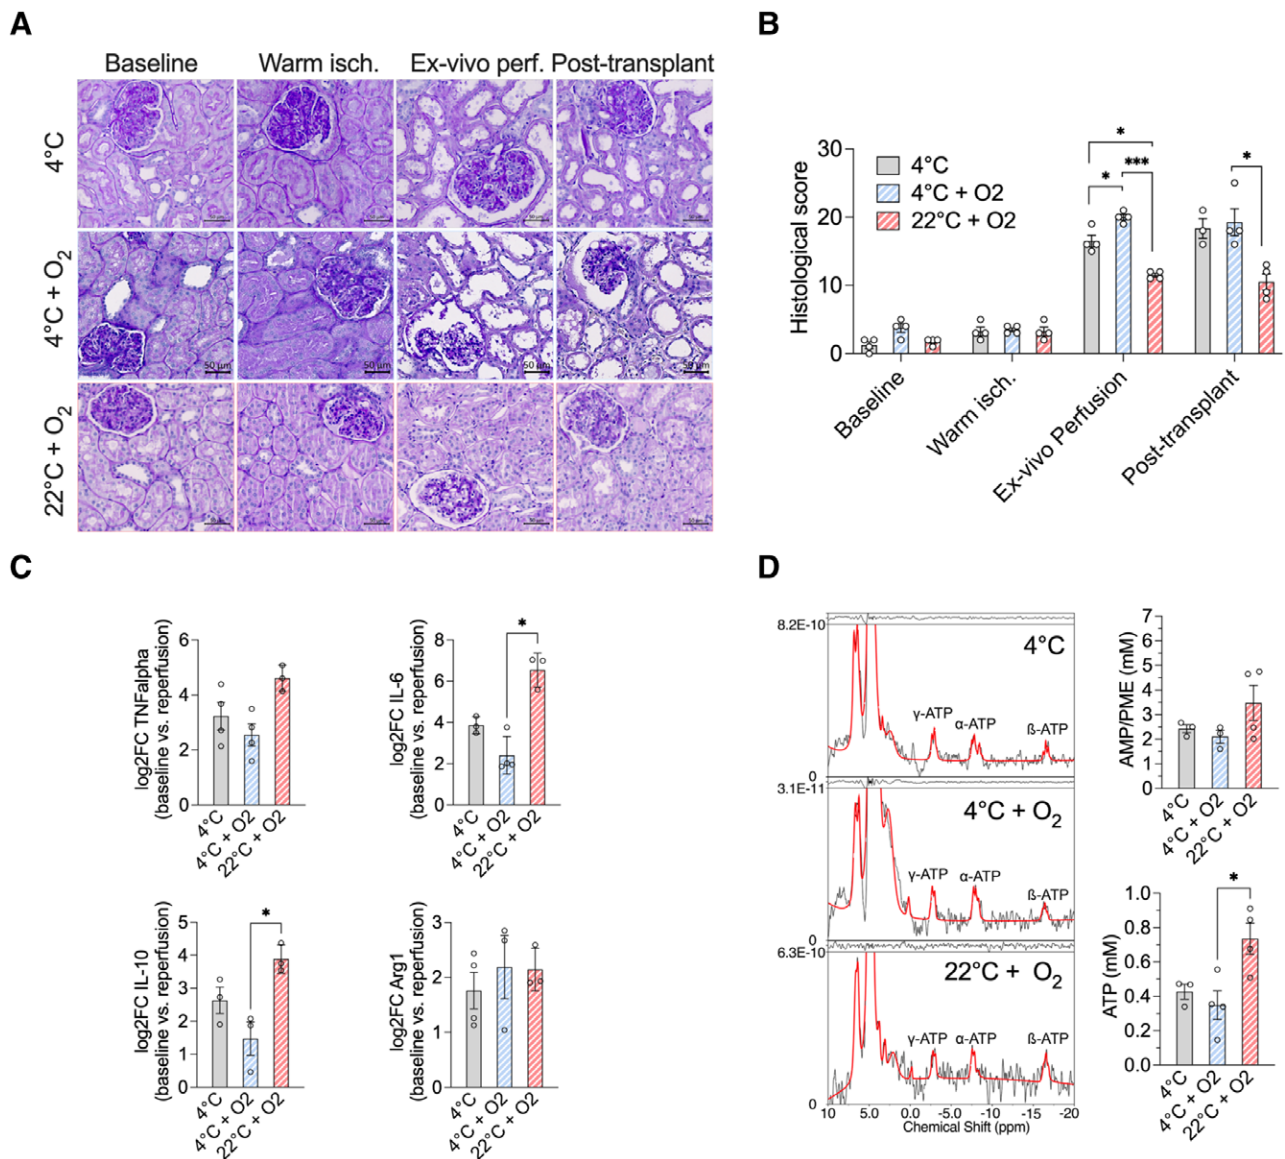 A
Baseline Warm isch. Ex-vivo perf. Post-transplant
4°C
4°C + O2
50 µm 50 µm 50 µm 50 µm
22°C + O2
B
Histological score
30
20
10
0
4°C
4°C + O2
22°C + O2
* * *** *
Baseline
Warm isch.
Ex-vivo Perfusion
Post-transplant
C
log2FC TNFalpha
(baseline vs. reperfusion)
6
4
2
0
4°C
4°C + O2
22°C + O2
log2FC IL-6
(baseline vs. reperfusion)
8
6
4
2
0
*
4°C
4°C + O2
22°C + O2
log2FC IL-10
(baseline vs. reperfusion)
5
4
3
2
1
0
*
4°C
4°C + O2
22°C + O2
log2FC Arg1
(baseline vs. reperfusion)
3
2
1
0
4°C
4°C + O2
22°C + O2
D
8.2E-10
4°C
γ-ATP α-ATP ß-ATP
0
3.1E-11
4°C + O2
γ-ATP α-ATP ß-ATP
0
6.3E-10
22°C + O2
γ-ATP α-ATP ß-ATP
0
10 5.0 0.0 -5.0 -10 -15 -20
Chemical Shift (ppm)
AMP/PME (mM)
7
6
5
4
3
2
1
0
4°C
4°C + O2
22°C + O2
ATP (mM)
1.0
0.8
0.6
0.4
0.2
0.0
*
4°C
4°C + O2
22°C + O2